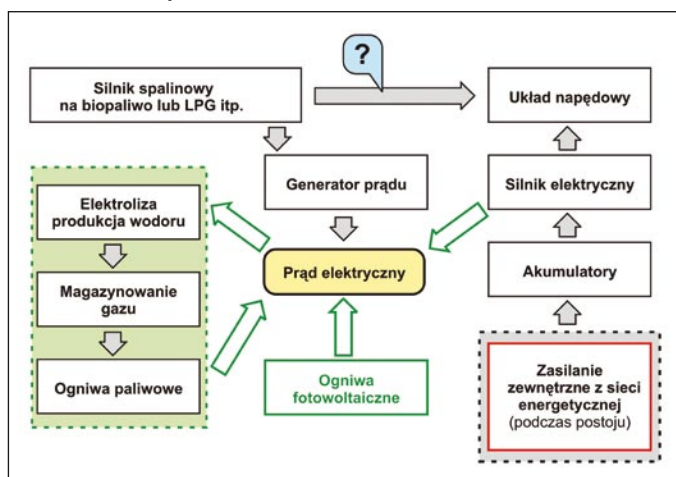 ?
Silnik spalinowy
na biopaliwo lub LPG itp.
Układ napędowy
Generator prądu
Silnik elektryczny
Elektroliza
produkcja wodoru
Prąd elektryczny
Akumulatory
Magazynowanie
gazu
Ogniwa paliwowe
Ogniwa
fotowoltaiczne
Zasilanie
zewnętrzne z sieci
energetycznej
(podczas postoju)